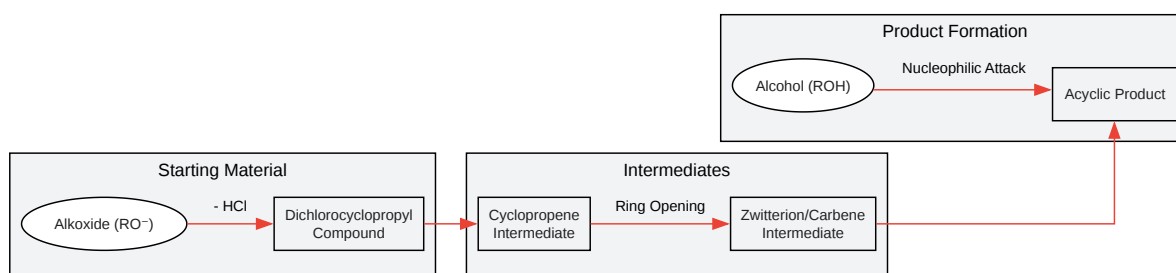 Product Formation
Alcohol (ROH)
Nucleophilic Attack
Acyclic Product
Starting Material
Alkoxide (RO⁻)
- HCl
Dichlorocyclopropyl
Compound
Intermediates
Cyclopropene
Intermediate
Ring Opening
Zwitterion/Carbene
Intermediate